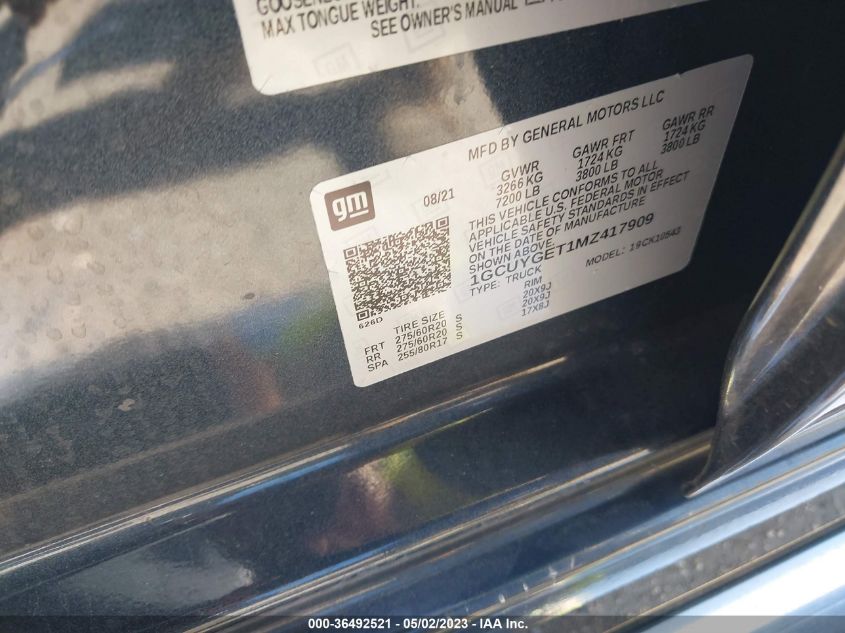 MAX TONGUE WEIGHT:
SEE OWNER'S MANUAL
gm
08/21
MFD BY GENERAL MOTORS LLC
GVWR GAWR FRT GAWR RR
3266 KG 1724 KG 1724 KG
7200 LB 3800 LB 3800 LB
THIS VEHICLE CONFORMS TO ALL
APPLICABLE U.S. FEDERAL MOTOR
VEHICLE SAFETY STANDARDS IN EFFECT
ON THE DATE OF MANUFACTURE
SHOWN ABOVE.
1GCUYGET1MZ417909
TYPE: TRUCK MODEL: 19CK10543
626D
TIRE SIZE RIM
FRT 275/60R20 S 20X9J
RR 275/60R20 S 20X9J
SPA 255/80R17 S 17X8J
000-36492521 - 05/02/2023 - © COPYRIGHT IAA, Inc.